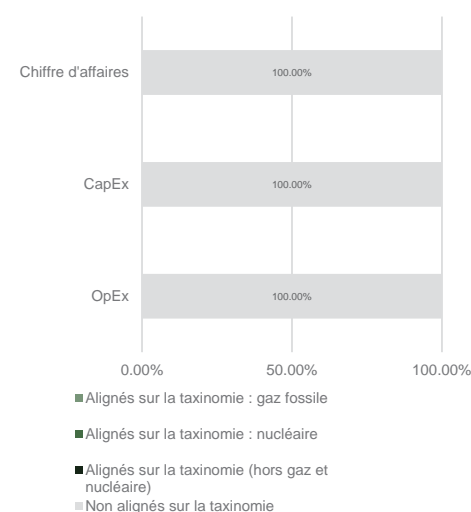 Chiffre d'affaires
100.00%
CapEx
100.00%
OpEx
100.00%
0.00% 50.00% 100.00%
Alignés sur la taxinomie : gaz fossile
Alignés sur la taxinomie : nucléaire
Alignés sur la taxinomie (hors gaz et
nucléaire)
Non alignés sur la taxinomie